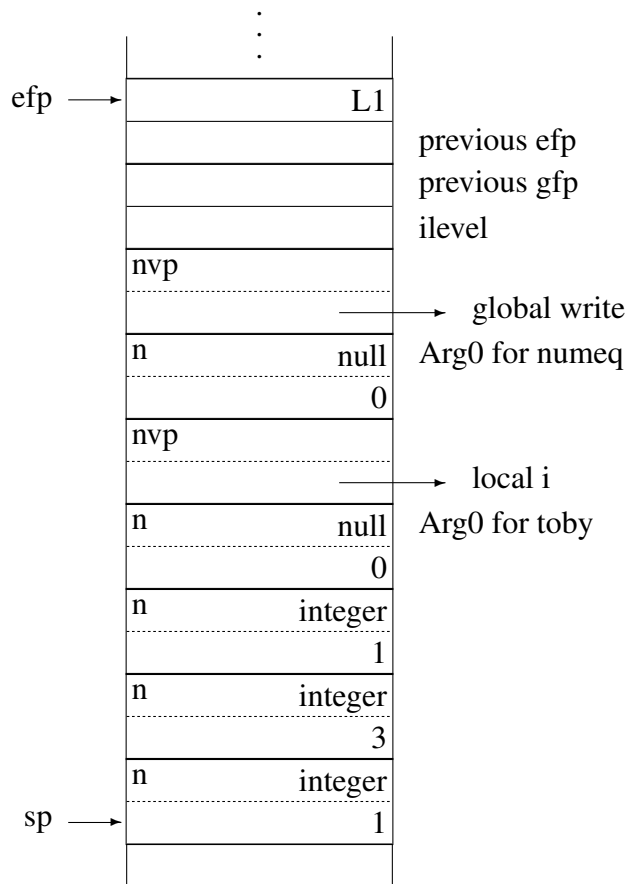 efp
L1
previous efp
previous gfp
ilevel
nvp
global write
n null
Arg0 for numeq
0
nvp
local i
n null
Arg0 for toby
0
n integer
1
n integer
3
n integer
sp
1